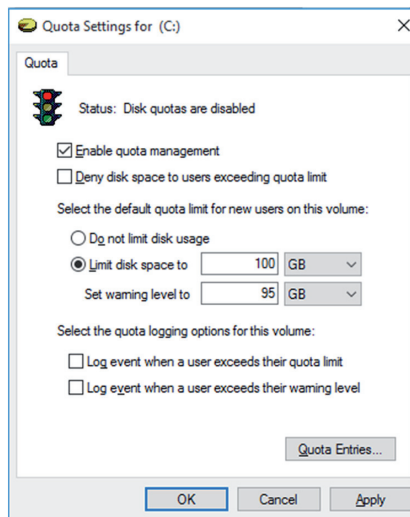 Quota Settings for (C:)
Quota
Status: Disk quotas are disabled
Enable quota management
Deny disk space to users exceeding quota limit
Select the default quota limit for new users on this volume:
Do not limit disk usage
Limit disk space to 100 GB
Set warning level to 95 GB
Select the quota logging options for this volume:
Log event when a user exceeds their quota limit
Log event when a user exceeds their warning level
Quota Entries...
OK Cancel Apply